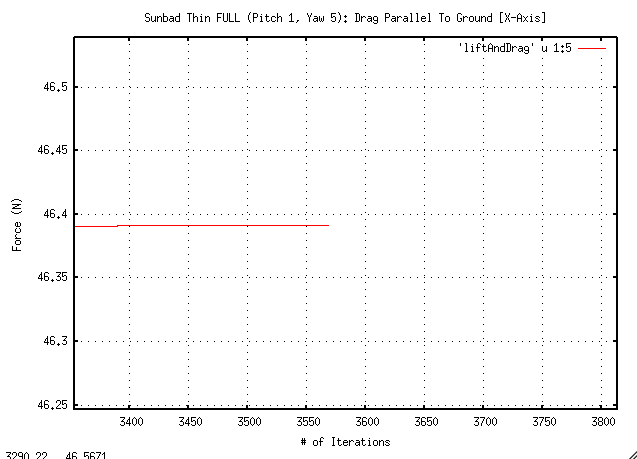 Sunbad Thin FULL (Pitch 1, Yaw 5): Drag Parallel To Ground [X-Axis]
'liftAndDrag' u 1:5
46.5
46.45
46.4
46.35
46.3
46.25
Force (N)
3400 3450 3500 3550 3600 3650 3700 3750 3800
# of Iterations
3290.22 46.5671